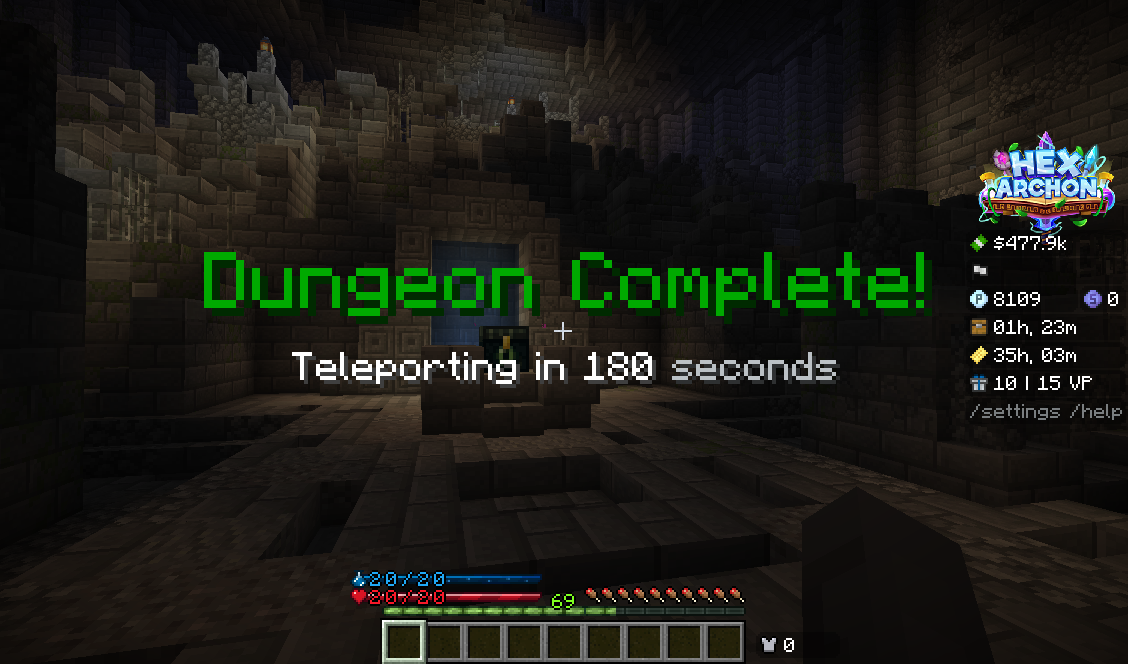 HEX
ARCHON
$477.9k
Dungeon Complete!
P 8109 S 0
01h, 23m
Teleporting in 180 seconds
35h, 03m
10 | 15 VP
/settings /help
20/20
20/20
69
0